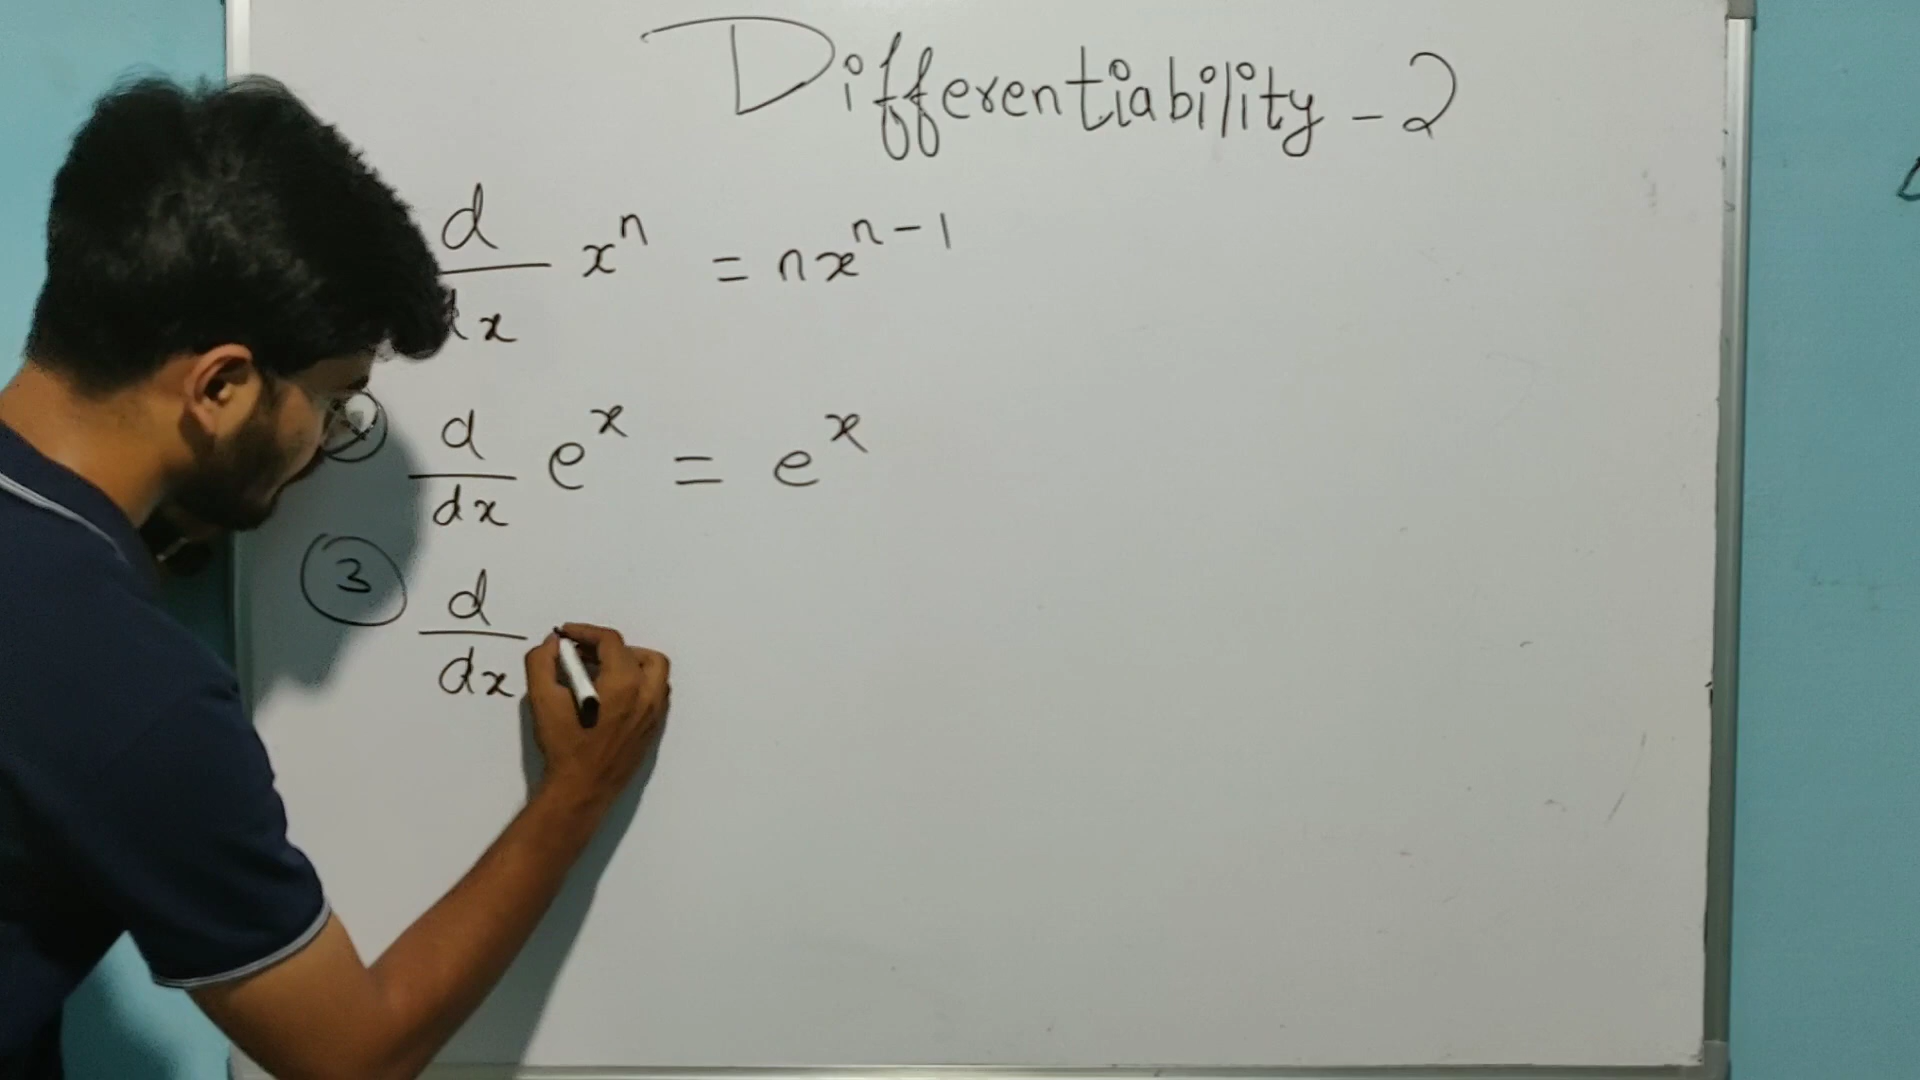 Differentiability - 2
d/dx x^n = nx^(n-1)
d/dx e^x = e^x
③ d/dx